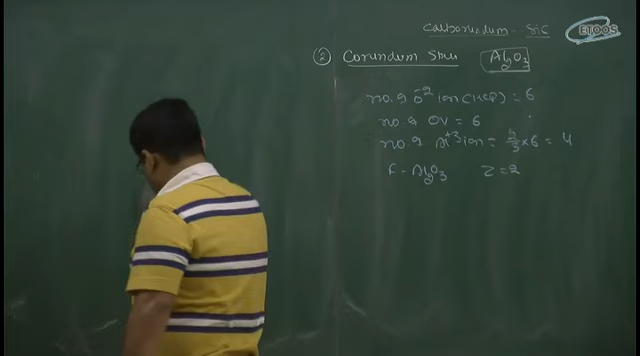 Carborundum - SiC
ETOOS
② Corundum Stru Al₂O₃
no. of O⁻² ion (HCP) = 6
no. of OV = 6
no. of Al⁺³ ion = 2/3 × 6 = 4
F - Al₂O₃ Z = 2